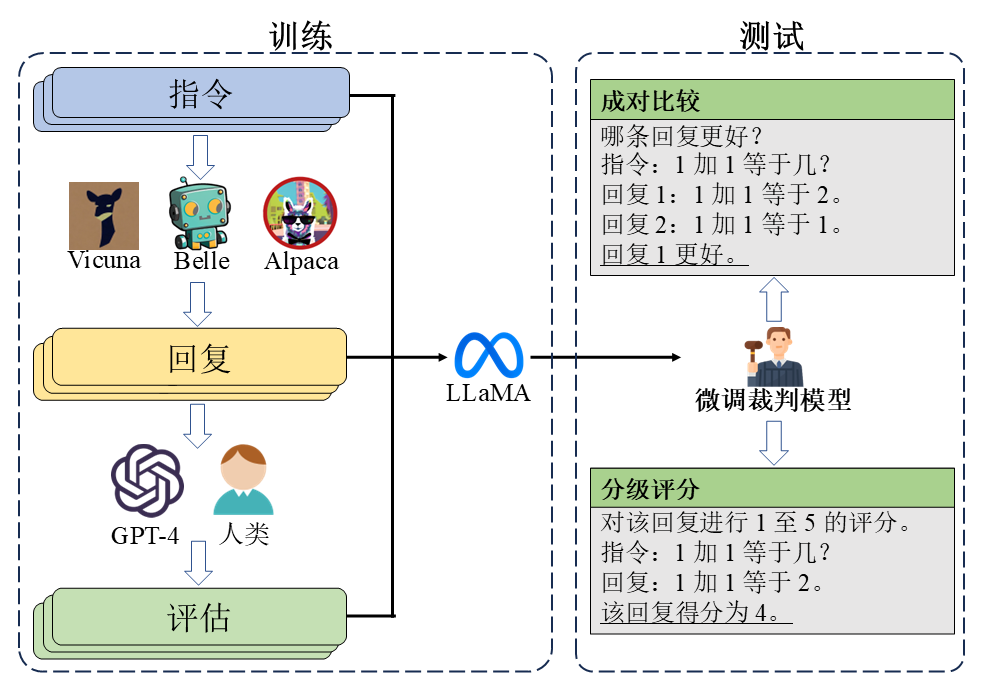 训练
指令
Vicuna
Belle
Alpaca
回复
GPT-4
人类
评估
LLaMA
测试
成对比较
哪条回复更好？
指令：1 加 1 等于几？
回复 1：1 加 1 等于 2。
回复 2：1 加 1 等于 1。
回复 1 更好。
微调裁判模型
分级评分
对该回复进行 1 至 5 的评分。
指令：1 加 1 等于几？
回复：1 加 1 等于 2。
该回复得分为 4。